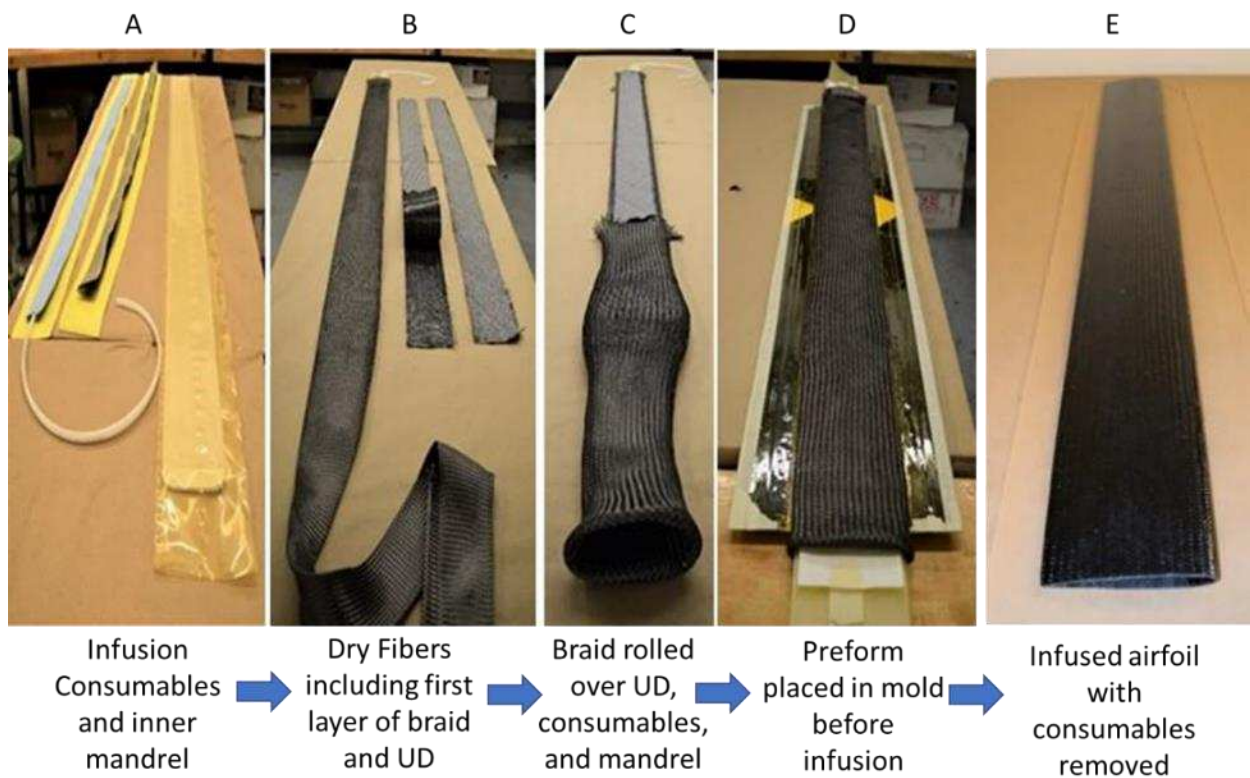 A
B
C
D
E
Infusion
Consumables
and inner
mandrel
Dry Fibers
including first
layer of braid
and UD
Braid rolled
over UD,
consumables,
and mandrel
Preform
placed in mold
before
infusion
Infused airfoil
with
consumables
removed